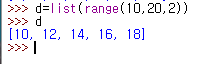 >>> d=list(range(10,20,2))
>>> d
[10, 12, 14, 16, 18]
>>>